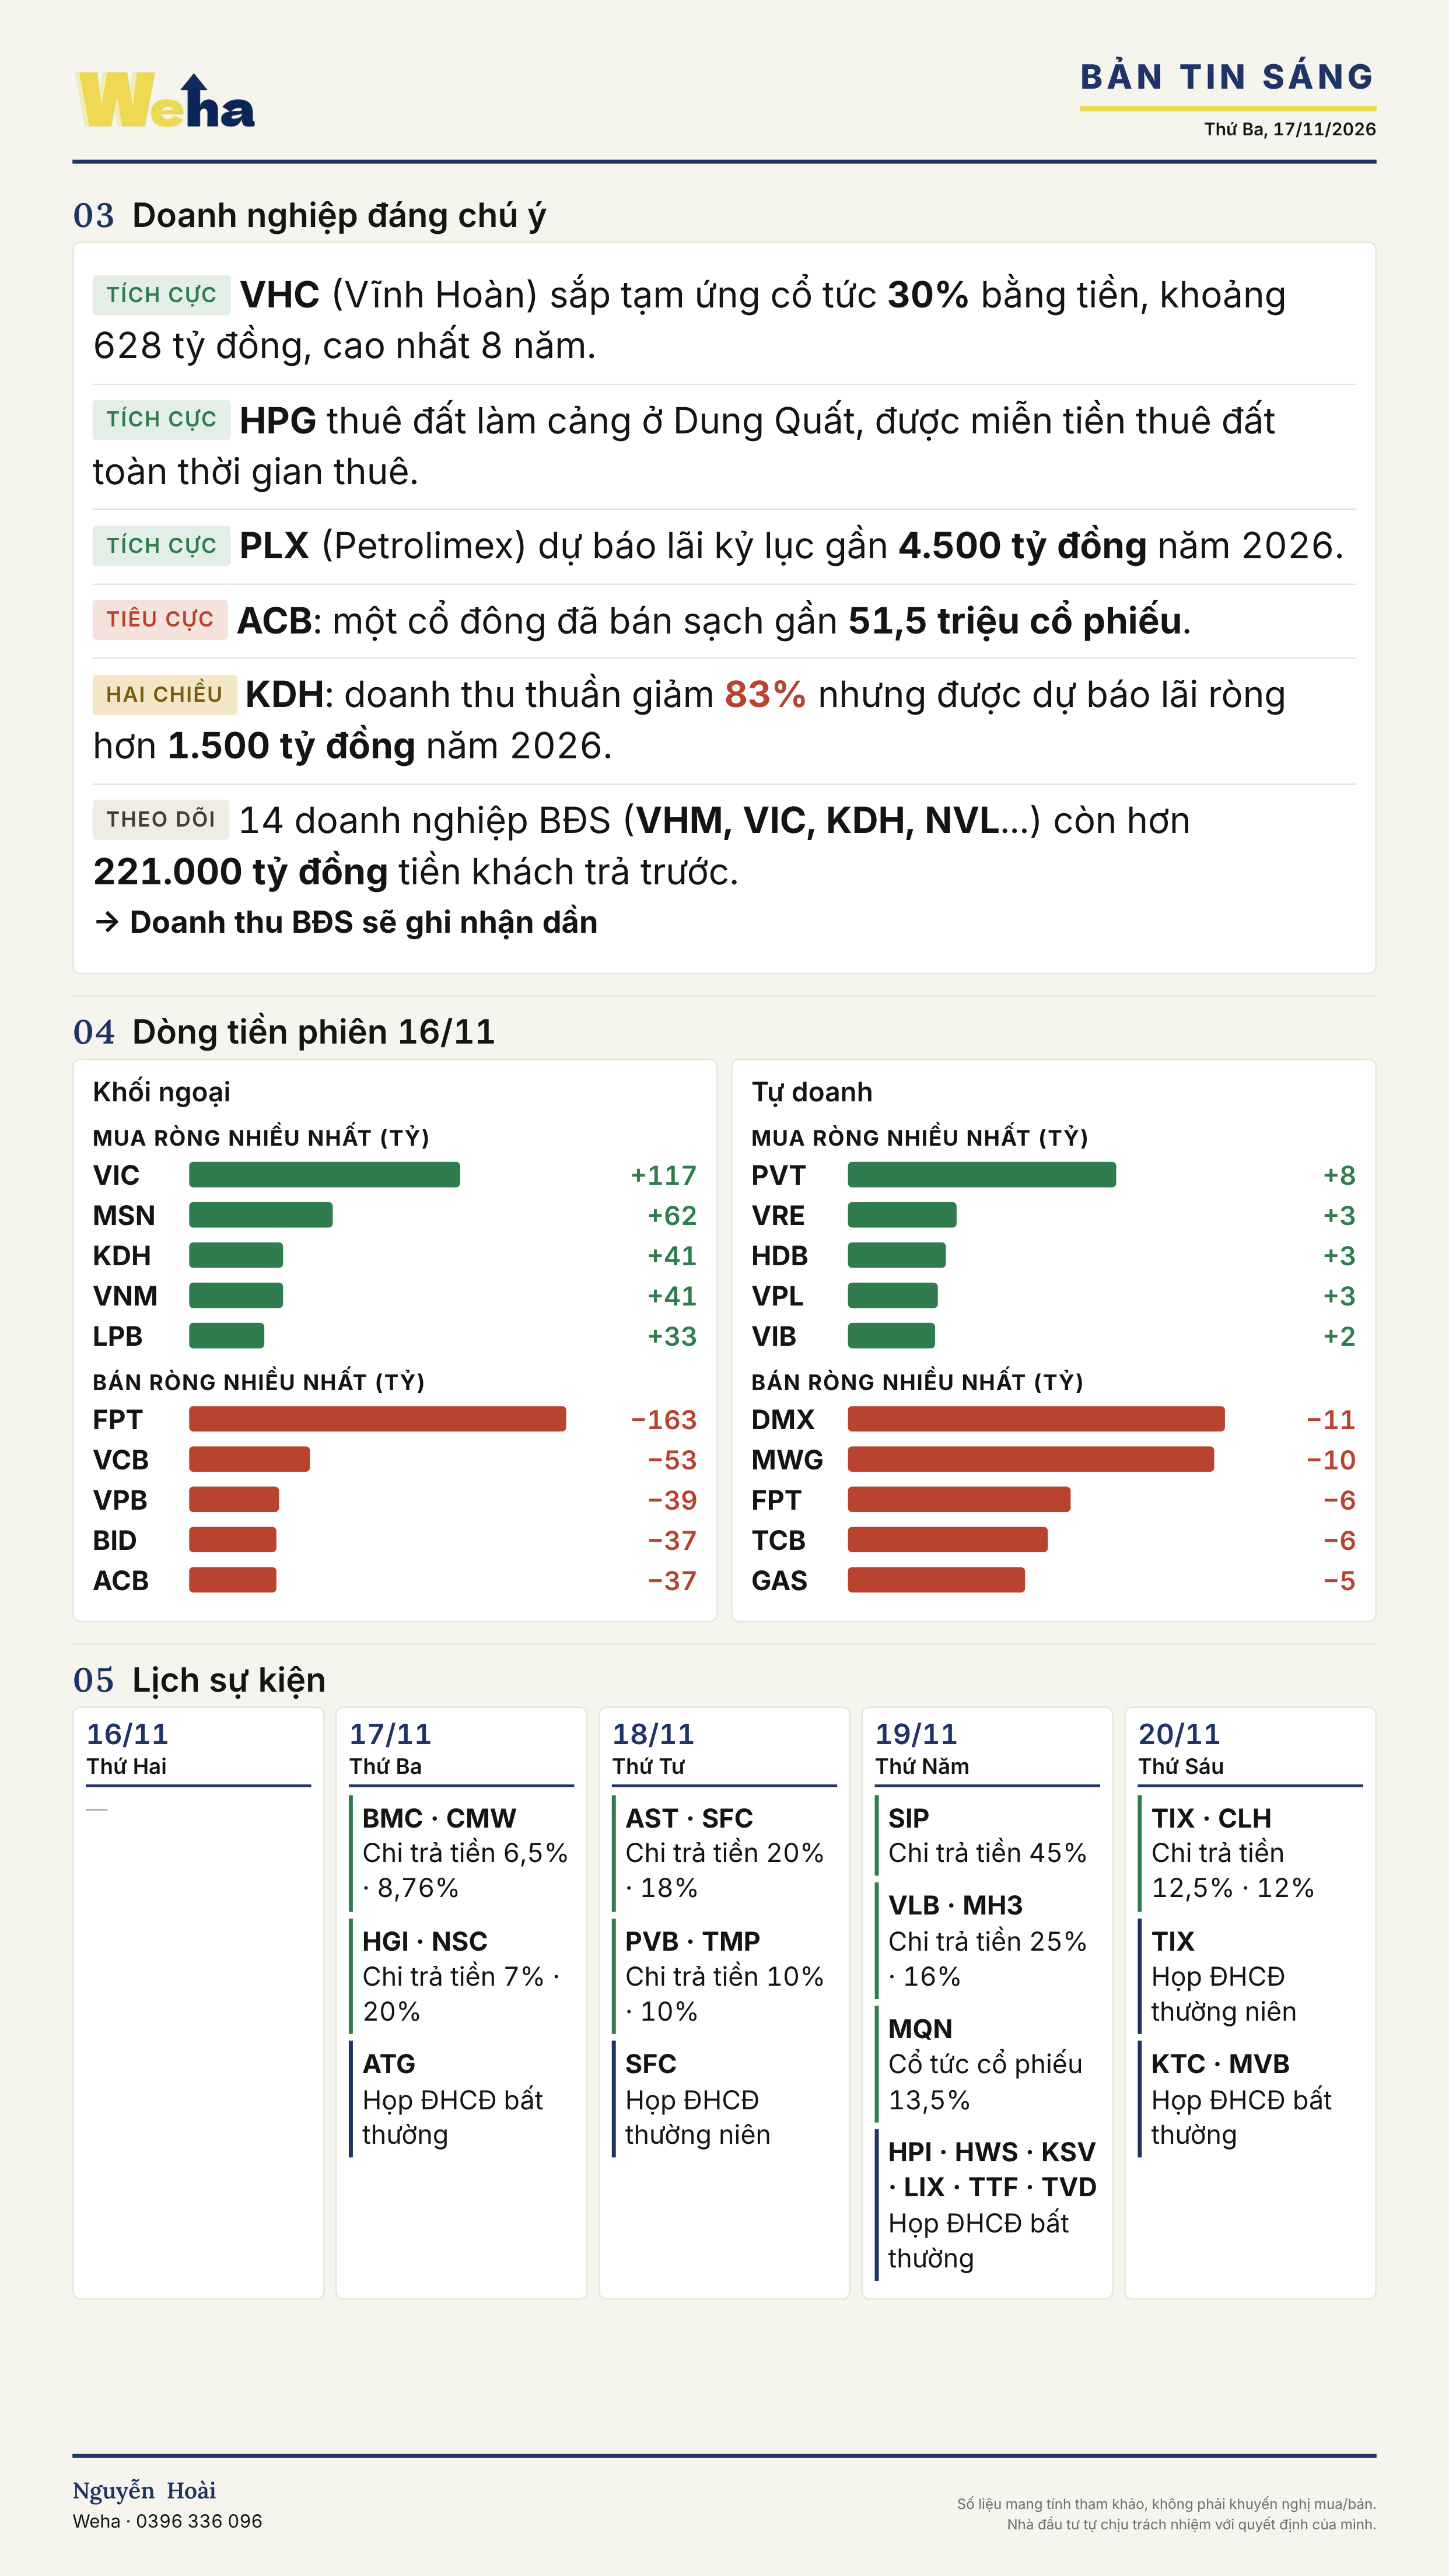 Weha
BẢN TIN SÁNG
Thứ Ba, 17/11/2026
03 Doanh nghiệp đáng chú ý
TÍCH CỰC VHC (Vĩnh Hoàn) sắp tạm ứng cổ tức 30% bằng tiền, khoảng
628 tỷ đồng, cao nhất 8 năm.
TÍCH CỰC HPG thuê đất làm cảng ở Dung Quất, được miễn tiền thuê đất
toàn thời gian thuê.
TÍCH CỰC PLX (Petrolimex) dự báo lãi kỷ lục gần 4.500 tỷ đồng năm 2026.
TIÊU CỰC ACB: một cổ đông đã bán sạch gần 51,5 triệu cổ phiếu.
HAI CHIỀU KDH: doanh thu thuần giảm 83% nhưng được dự báo lãi ròng
hơn 1.500 tỷ đồng năm 2026.
THEO DÕI 14 doanh nghiệp BĐS (VHM, VIC, KDH, NVL...) còn hơn
221.000 tỷ đồng tiền khách trả trước.
→ Doanh thu BĐS sẽ ghi nhận dần
04 Dòng tiền phiên 16/11
Khối ngoại
MUA RÒNG NHIỀU NHẤT (TỶ)
VIC +117
MSN +62
KDH +41
VNM +41
LPB +33
BÁN RÒNG NHIỀU NHẤT (TỶ)
FPT −163
VCB −53
VPB −39
BID −37
ACB −37
Tự doanh
MUA RÒNG NHIỀU NHẤT (TỶ)
PVT +8
VRE +3
HDB +3
VPL +3
VIB +2
BÁN RÒNG NHIỀU NHẤT (TỶ)
DMX −11
MWG −10
FPT −6
TCB −6
GAS −5
05 Lịch sự kiện
16/11
Thứ Hai
—
17/11
Thứ Ba
BMC · CMW
Chi trả tiền 6,5%
· 8,76%
HGI · NSC
Chi trả tiền 7% ·
20%
ATG
Họp ĐHCĐ bất
thường
18/11
Thứ Tư
AST · SFC
Chi trả tiền 20%
· 18%
PVB · TMP
Chi trả tiền 10%
· 10%
SFC
Họp ĐHCĐ
thường niên
19/11
Thứ Năm
SIP
Chi trả tiền 45%
VLB · MH3
Chi trả tiền 25%
· 16%
MQN
Cổ tức cổ phiếu
13,5%
HPI · HWS · KSV
· LIX · TTF · TVD
Họp ĐHCĐ bất
thường
20/11
Thứ Sáu
TIX · CLH
Chi trả tiền
12,5% · 12%
TIX
Họp ĐHCĐ
thường niên
KTC · MVB
Họp ĐHCĐ bất
thường
Nguyễn Hoài
Weha · 0396 336 096
Số liệu mang tính tham khảo, không phải khuyến nghị mua/bán.
Nhà đầu tư tự chịu trách nhiệm với quyết định của mình.